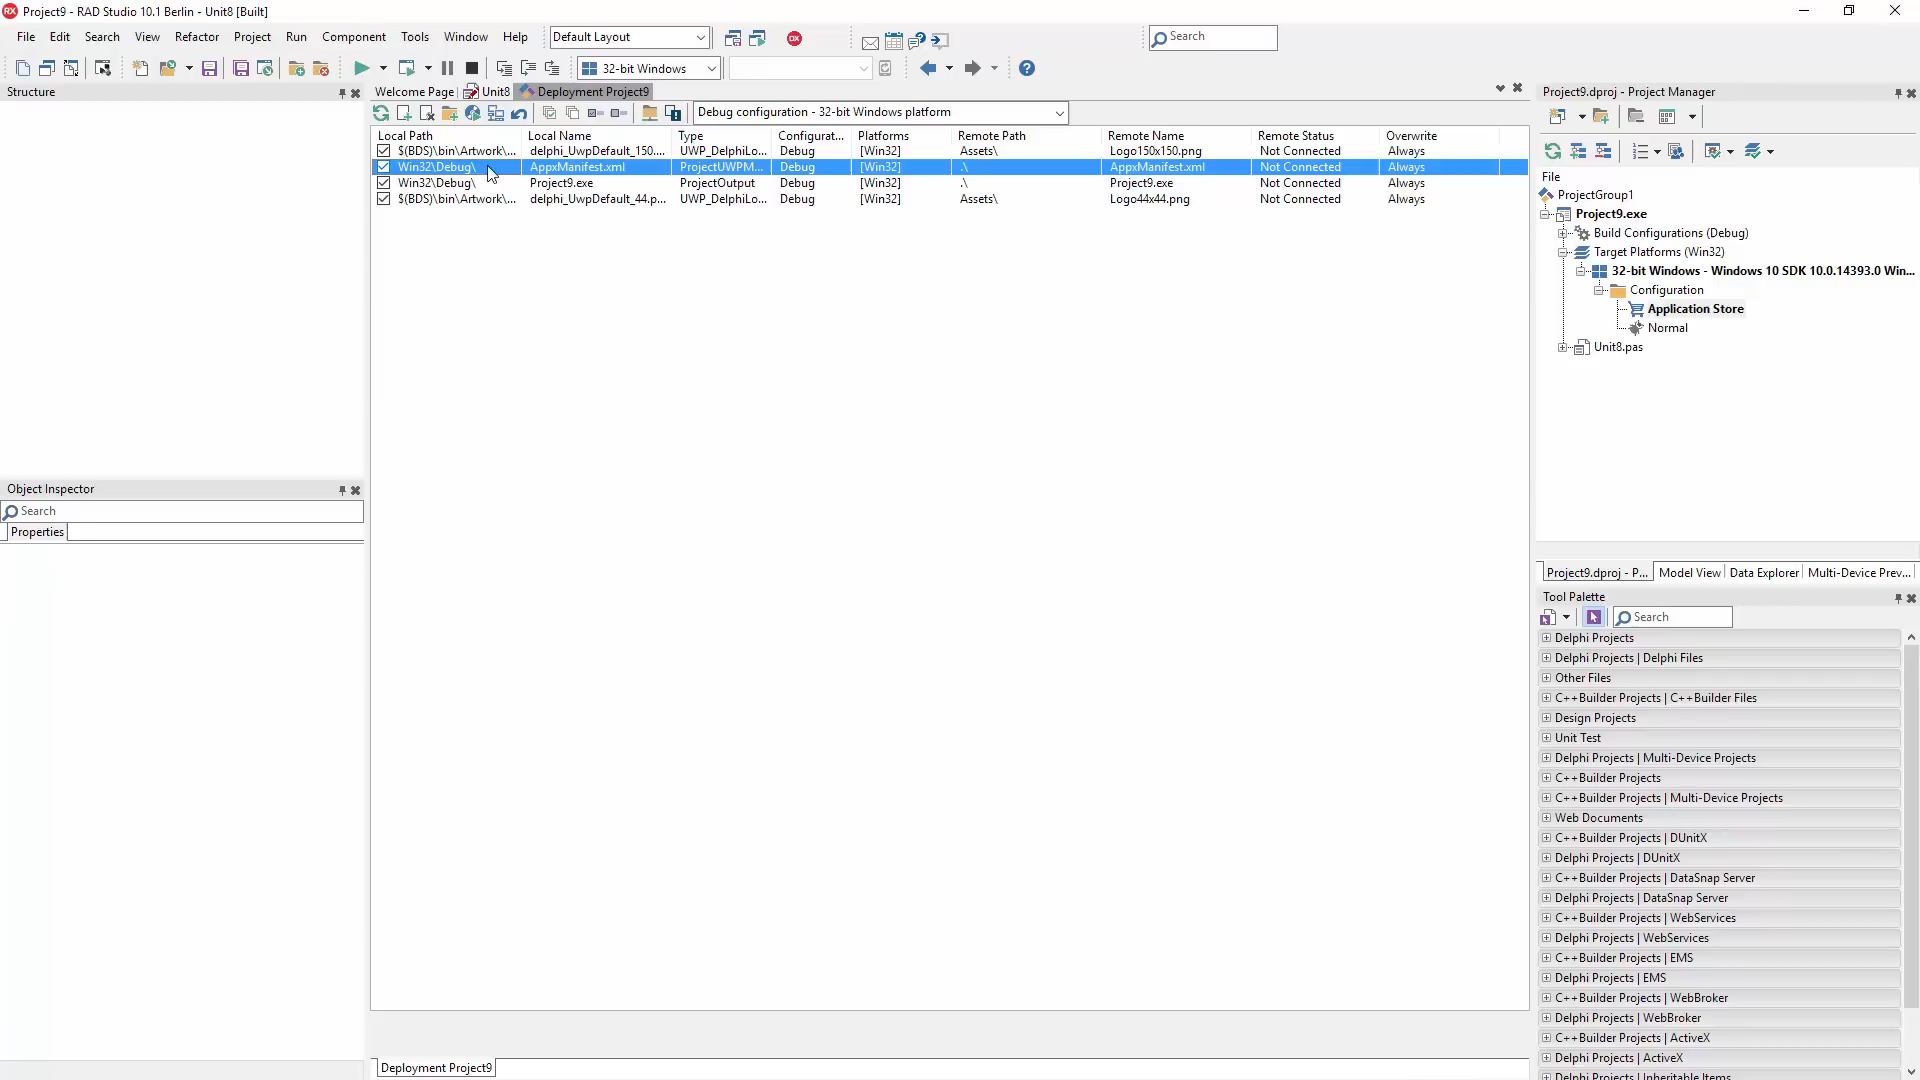 Project9 - RAD Studio 10.1 Berlin - Unit8 [Built]
File Edit Search View Refactor Project Run Component Tools Window Help Default Layout Search
32-bit Windows
Structure
Welcome Page Unit8 Deployment Project9
Debug configuration - 32-bit Windows platform
Local Path Local Name Type Configurat... Platforms Remote Path Remote Name Remote Status Overwrite
$(BDS)\bin\Artwork\... delphi_UwpDefault_150.... UWP_DelphiLo... Debug [Win32] Assets\ Logo150x150.png Not Connected Always
Win32\Debug\ AppxManifest.xml ProjectUWPM... Debug [Win32] .\ AppxManifest.xml Not Connected Always
Win32\Debug\ Project9.exe ProjectOutput Debug [Win32] .\ Project9.exe Not Connected Always
$(BDS)\bin\Artwork\... delphi_UwpDefault_44.p... UWP_DelphiLo... Debug [Win32] Assets\ Logo44x44.png Not Connected Always
Deployment Project9
Object Inspector
Search
Properties
Project9.dproj - Project Manager
File
ProjectGroup1
Project9.exe
Build Configurations (Debug)
Target Platforms (Win32)
32-bit Windows - Windows 10 SDK 10.0.14393.0 Win...
Configuration
Application Store
Normal
Unit8.pas
Project9.dproj - P... Model View Data Explorer Multi-Device Prev...
Tool Palette
Search
Delphi Projects
Delphi Projects | Delphi Files
Other Files
C++Builder Projects | C++Builder Files
Design Projects
Unit Test
Delphi Projects | Multi-Device Projects
C++Builder Projects
C++Builder Projects | Multi-Device Projects
Web Documents
C++Builder Projects | DUnitX
Delphi Projects | DUnitX
C++Builder Projects | DataSnap Server
Delphi Projects | DataSnap Server
C++Builder Projects | WebServices
Delphi Projects | WebServices
C++Builder Projects | EMS
Delphi Projects | EMS
C++Builder Projects | WebBroker
Delphi Projects | WebBroker
C++Builder Projects | ActiveX
Delphi Projects | ActiveX
Delphi Projects | Inheritable Items